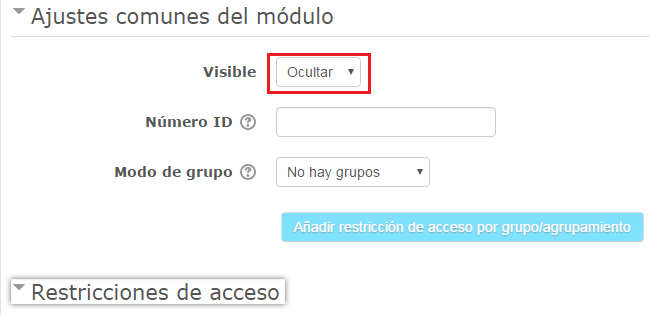 Ajustes comunes del módulo
Visible Ocultar
Número ID
Modo de grupo No hay grupos
Añadir restricción de acceso por grupo/agrupamiento
Restricciones de acceso